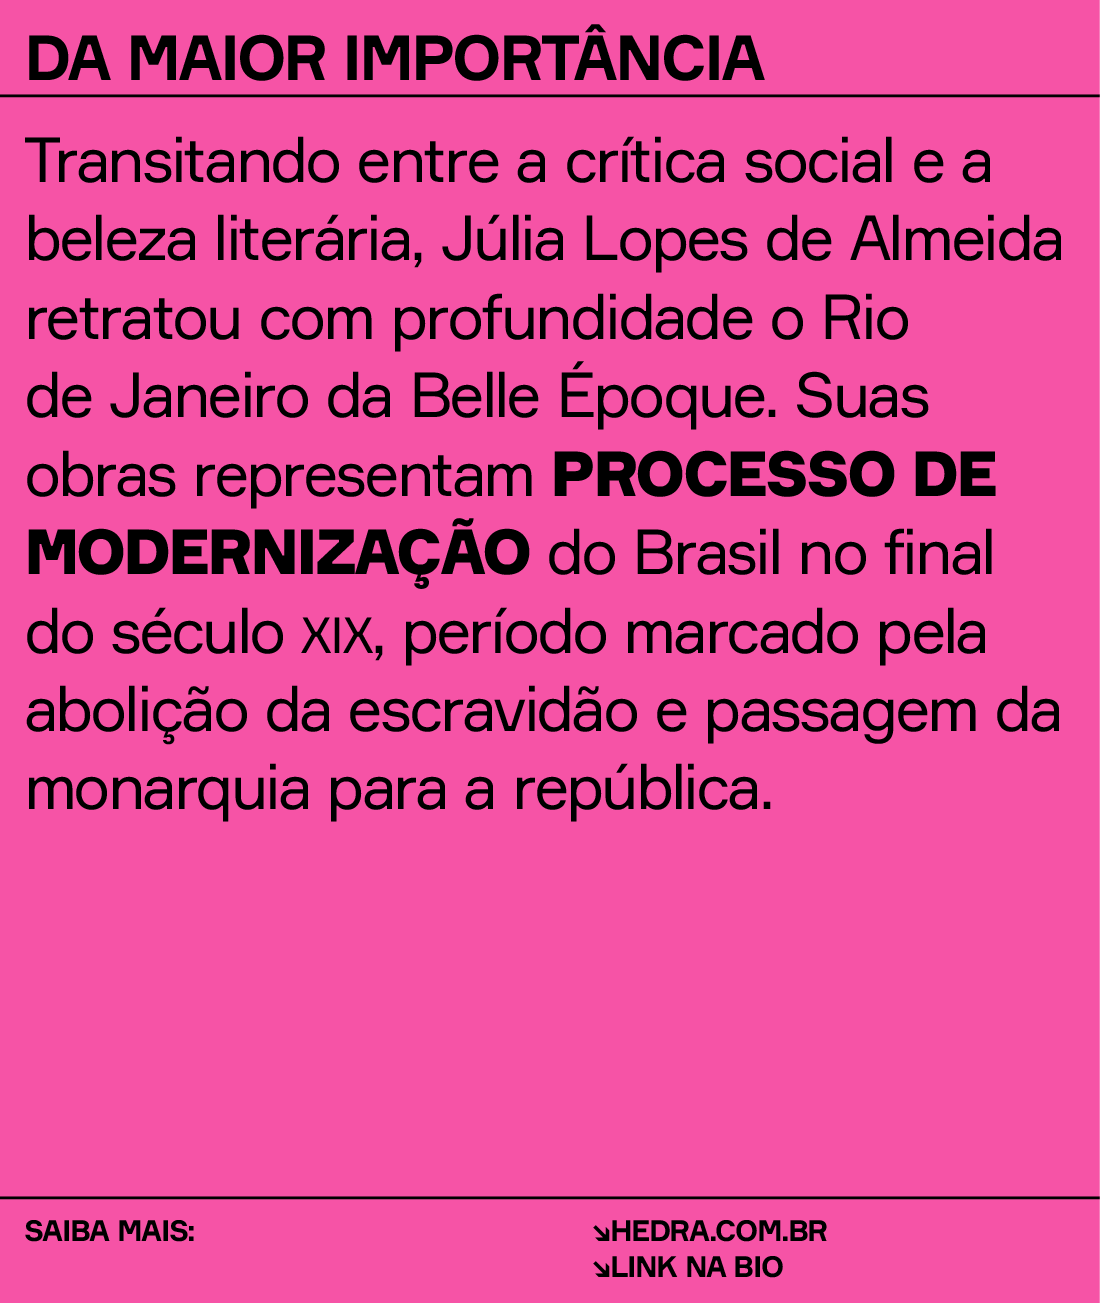 DA MAIOR IMPORTÂNCIA
Transitando entre a crítica social e a
beleza literária, Júlia Lopes de Almeida
retratou com profundidade o Rio
de Janeiro da Belle Époque. Suas
obras representam PROCESSO DE
MODERNIZAÇÃO do Brasil no final
do século XIX, período marcado pela
abolição da escravidão e passagem da
monarquia para a república.
SAIBA MAIS:
↘HEDRA.COM.BR
↘LINK NA BIO